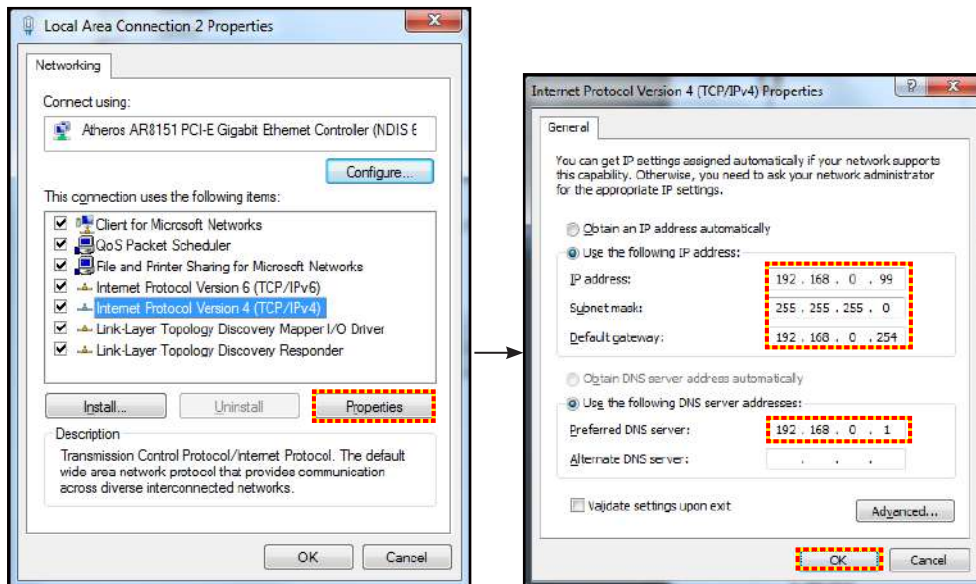 Local Area Connection 2 Properties
Networking
Connect using:
Atheros AR8151 PCI-E Gigabit Ethernet Controller (NDIS 6
Configure...
This connection uses the following items:
Client for Microsoft Networks
QoS Packet Scheduler
File and Printer Sharing for Microsoft Networks
Internet Protocol Version 6 (TCP/IPv6)
Internet Protocol Version 4 (TCP/IPv4)
Link-Layer Topology Discovery Mapper I/O Driver
Link-Layer Topology Discovery Responder
Install...
Uninstall
Properties
Description
Transmission Control Protocol/Internet Protocol. The default
wide area network protocol that provides communication
across diverse interconnected networks.
OK
Cancel
Internet Protocol Version 4 (TCP/IPv4) Properties
General
You can get IP settings assigned automatically if your network supports
this capability. Otherwise, you need to ask your network administrator
for the appropriate IP settings.
Obtain an IP address automatically
Use the following IP address:
IP address: 192 . 168 . 0 . 99
Subnet mask: 255 . 255 . 255 . 0
Default gateway: 192 . 168 . 0 . 254
Obtain DNS server address automatically
Use the following DNS server addresses:
Preferred DNS server: 192 . 168 . 0 . 1
Alternate DNS server: . . .
Validate settings upon exit
Advanced...
OK
Cancel